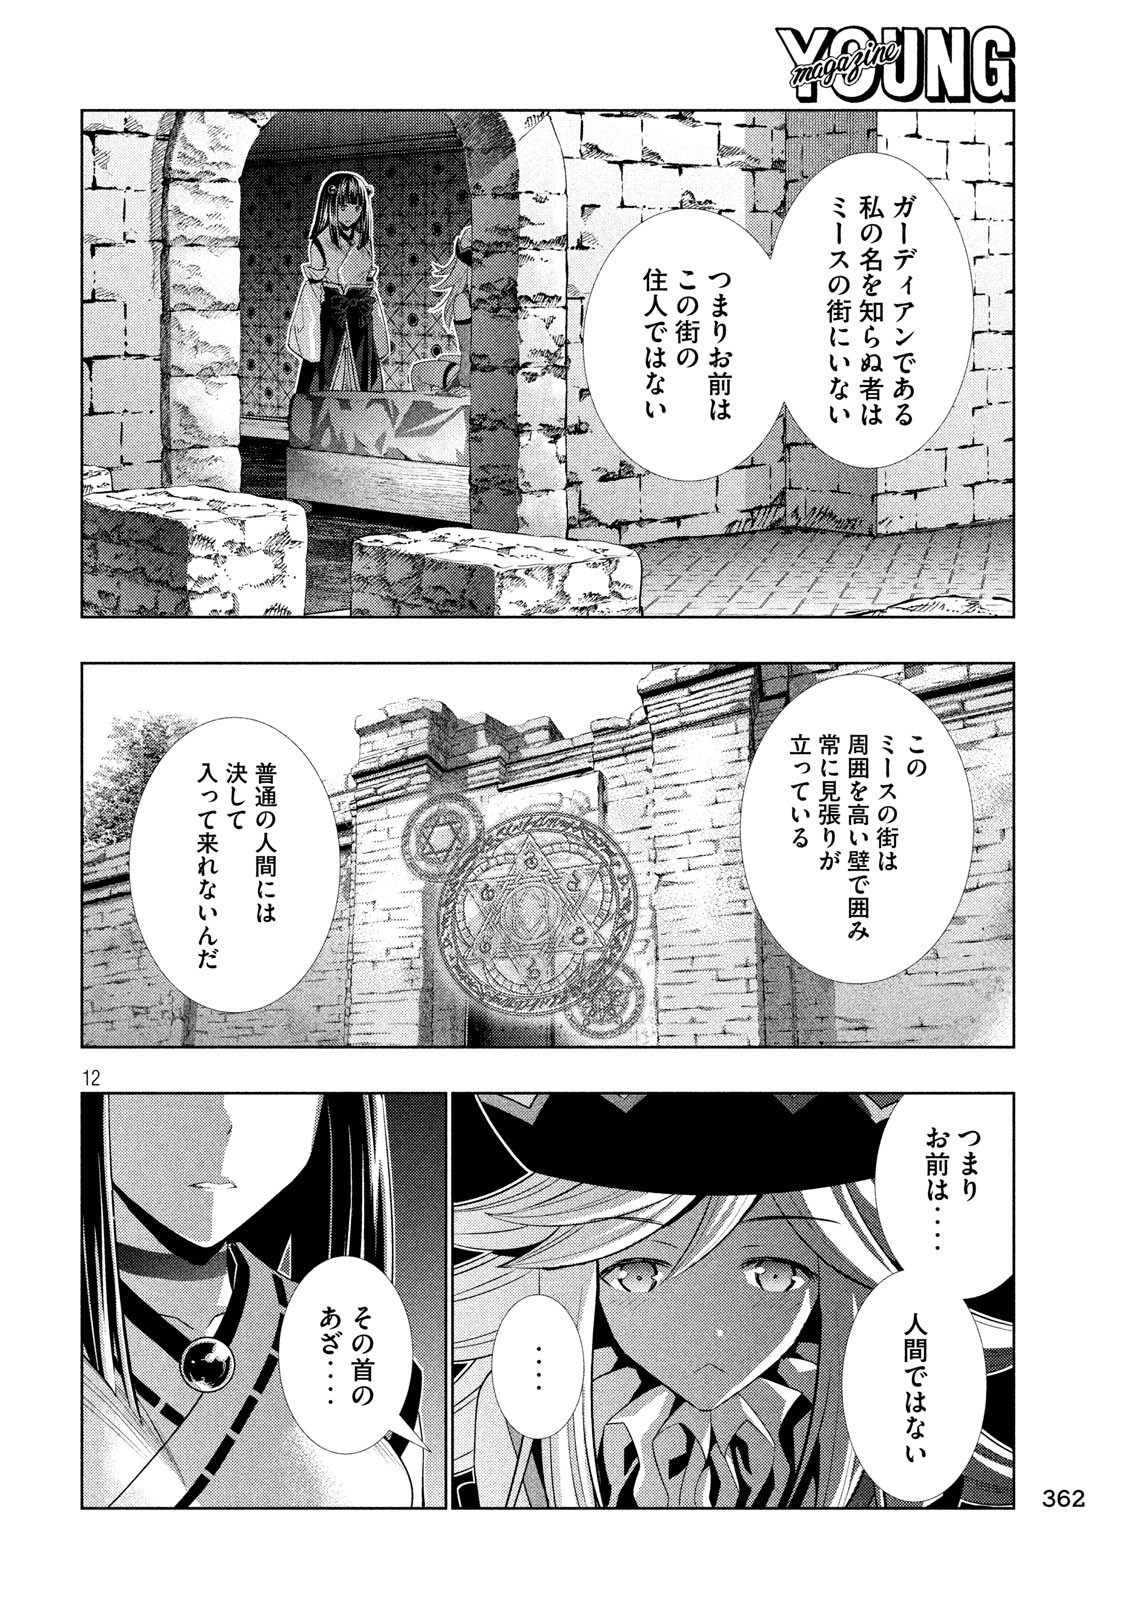 YOUNG
magazine
ガーディアンである
私の名を知らぬ者は
ミースの街にいない
つまりお前は
この街の
住人ではない
この
ミースの街は
周囲を高い壁で囲み
常に見張りが
立っている
普通の人間には
決して
入って来れないんだ
12
つまり
お前は‥‥
人間ではない
‥‥
その首の
あざ‥‥
362